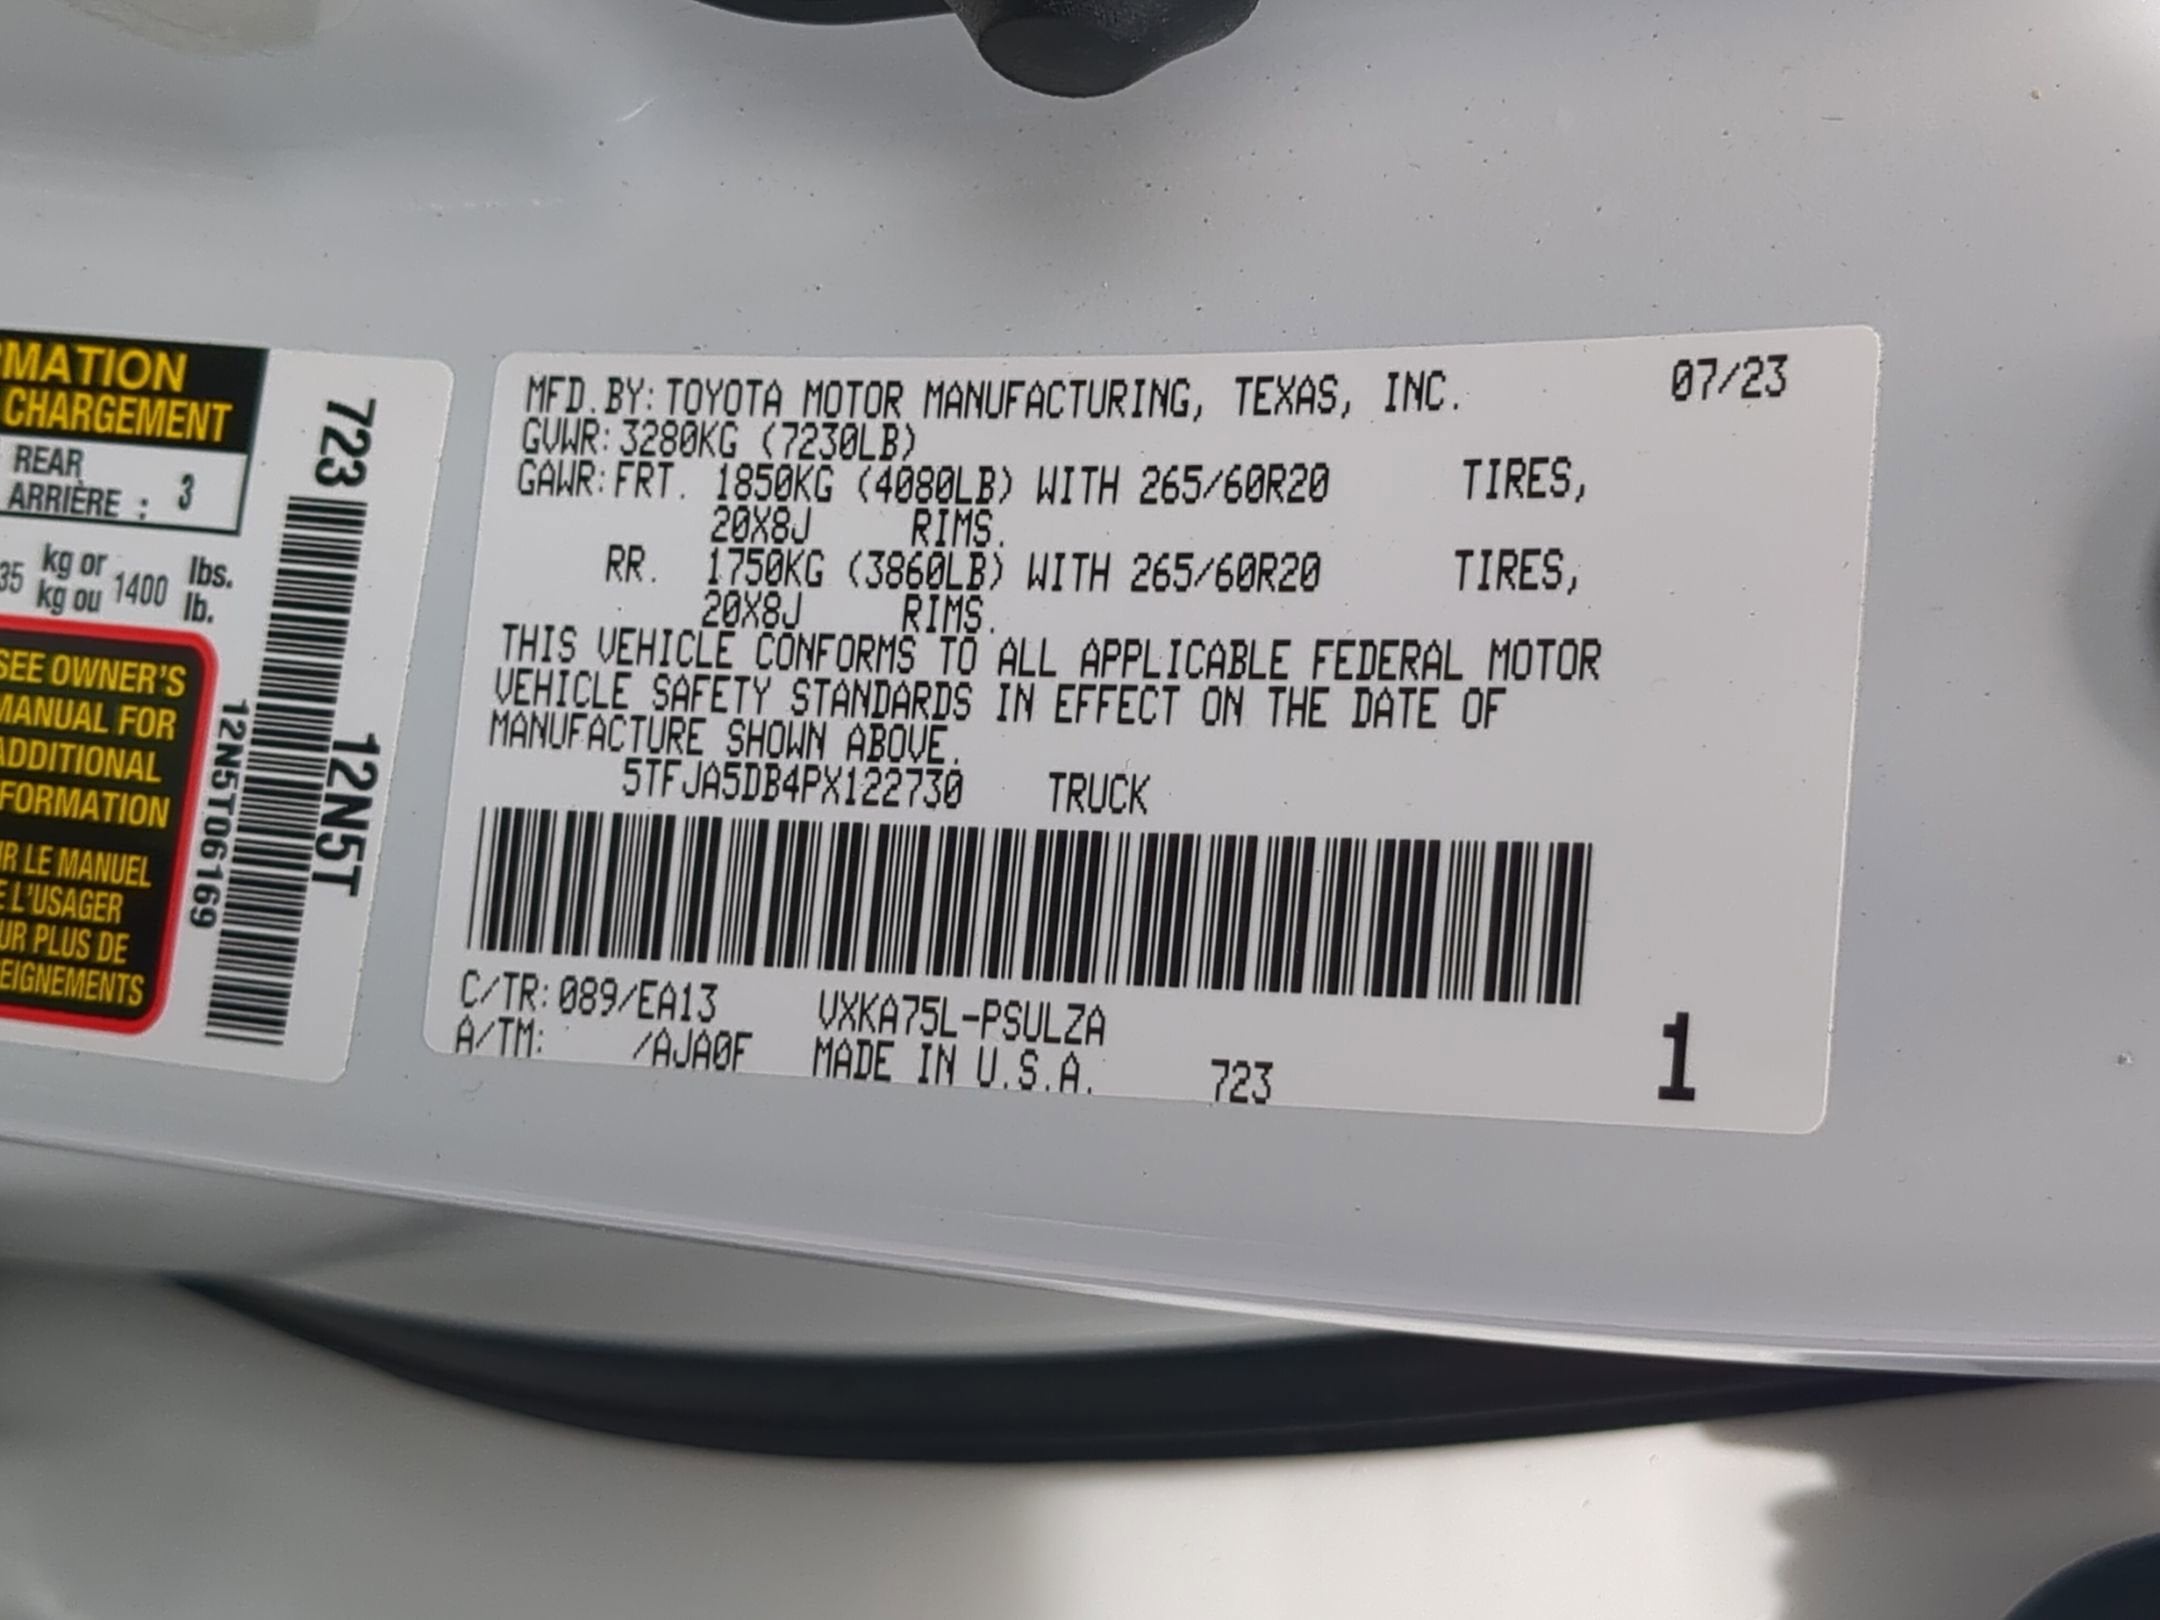 MATION
CHARGEMENT
REAR
ARRIÈRE : 3
35 kg or 1400 lbs.
kg ou lb.
SEE OWNER'S
MANUAL FOR
ADDITIONAL
FORMATION
R LE MANUEL
E L'USAGER
UR PLUS DE
EIGNEMENTS
723 12N5T
12N5T06169
MFD.BY:TOYOTA MOTOR MANUFACTURING, TEXAS, INC. 07/23
GVWR:3280KG (7230LB)
GAWR:FRT. 1850KG (4080LB) WITH 265/60R20 TIRES,
20X8J RIMS.
RR. 1750KG (3860LB) WITH 265/60R20 TIRES,
20X8J RIMS.
THIS VEHICLE CONFORMS TO ALL APPLICABLE FEDERAL MOTOR
VEHICLE SAFETY STANDARDS IN EFFECT ON THE DATE OF
MANUFACTURE SHOWN ABOVE.
5TFJA5DB4PX122730 TRUCK
C/TR:089/EA13 VXKA75L-PSULZA
A/TM: /AJA0F MADE IN U.S.A. 723
1